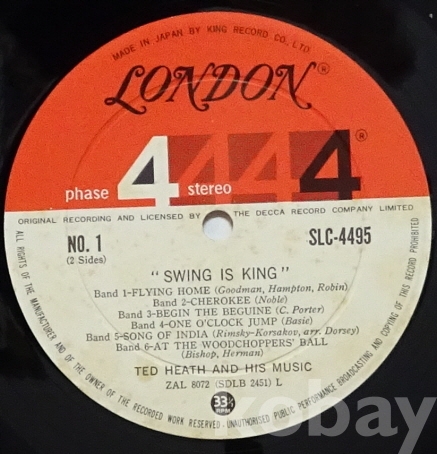 MADE IN JAPAN BY KING RECORD CO., LTD.
LONDON®
phase 4 stereo 4 4 4®
ORIGINAL RECORDING AND LICENSED BY THE DECCA RECORD COMPANY LIMITED
NO. 1
(2 Sides)
SLC-4495
"SWING IS KING"
Band 1-FLYING HOME (Goodman, Hampton, Robin)
Band 2-CHEROKEE (Noble)
Band 3-BEGIN THE BEGUINE (C. Porter)
Band 4-ONE O'CLOCK JUMP (Basie)
Band 5-SONG OF INDIA (Rimsky-Korsakov, arr. Dorsey)
Band 6-AT THE WOODCHOPPERS' BALL
(Bishop, Herman)
TED HEATH AND HIS MUSIC
ZAL 8072 (SDLB 2451) L
33⅓
RPM
ALL RIGHTS OF THE MANUFACTURER AND OF THE OWNER OF THE RECORDED WORK RESERVED·UNAUTHORISED PUBLIC PERFORMANCE BROADCASTING AND COPYING OF THIS RECORD PROHIBITED
kobay